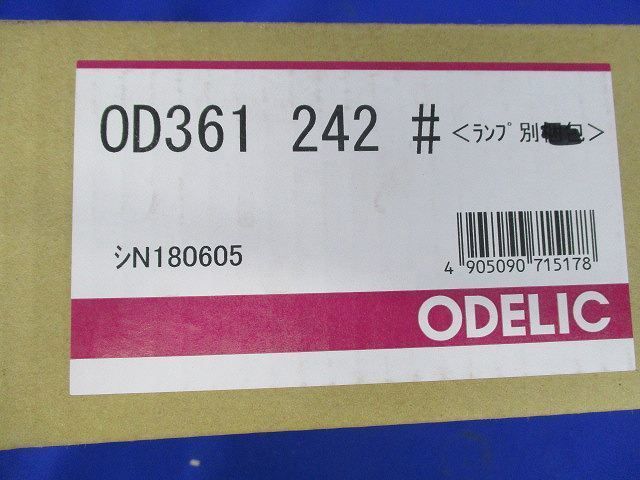 OD361 242 # <ﾗﾝﾌﾟ 別 包>
ｼN180605
4 905090 715178
ODELIC